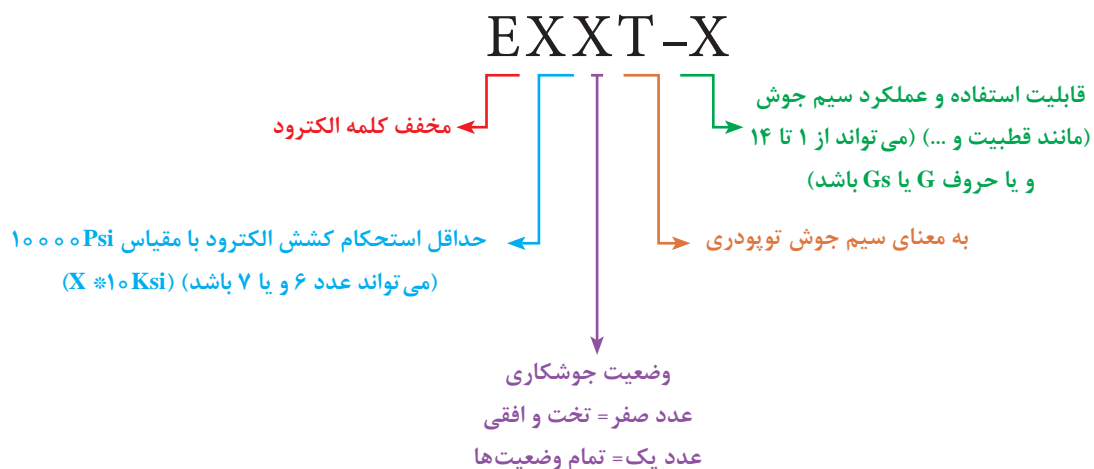 EXXT–X
قابلیت استفاده و عملکرد سیم جوش
(مانند قطبیت و ...) (می‌تواند از ۱ تا ۱۴
و یا حروف G یا Gs باشد)
مخفف کلمه الکترود
به معنای سیم جوش توپودری
حداقل استحکام کشش الکترود با مقیاس ۱۰۰۰۰Psi
(می‌تواند عدد ۶ و یا ۷ باشد) (X *۱۰Ksi)
وضعیت جوشکاری
عدد صفر= تخت و افقی
عدد یک= تمام وضعیت‌ها